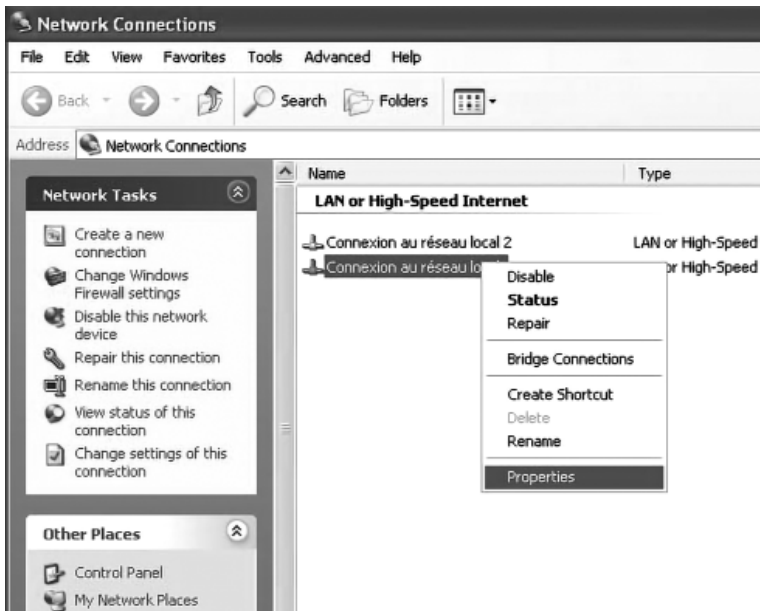 Network Connections
File Edit View Favorites Tools Advanced Help
Back Search Folders
Address Network Connections
Network Tasks
Create a new
connection
Change Windows
Firewall settings
Disable this network
device
Repair this connection
Rename this connection
View status of this
connection
Change settings of this
connection
Other Places
Control Panel
My Network Places
Name Type
LAN or High-Speed Internet
Connexion au réseau local 2 LAN or High-Speed
Connexion au réseau or High-Speed
Disable
Status
Repair
Bridge Connections
Create Shortcut
Delete
Rename
Properties